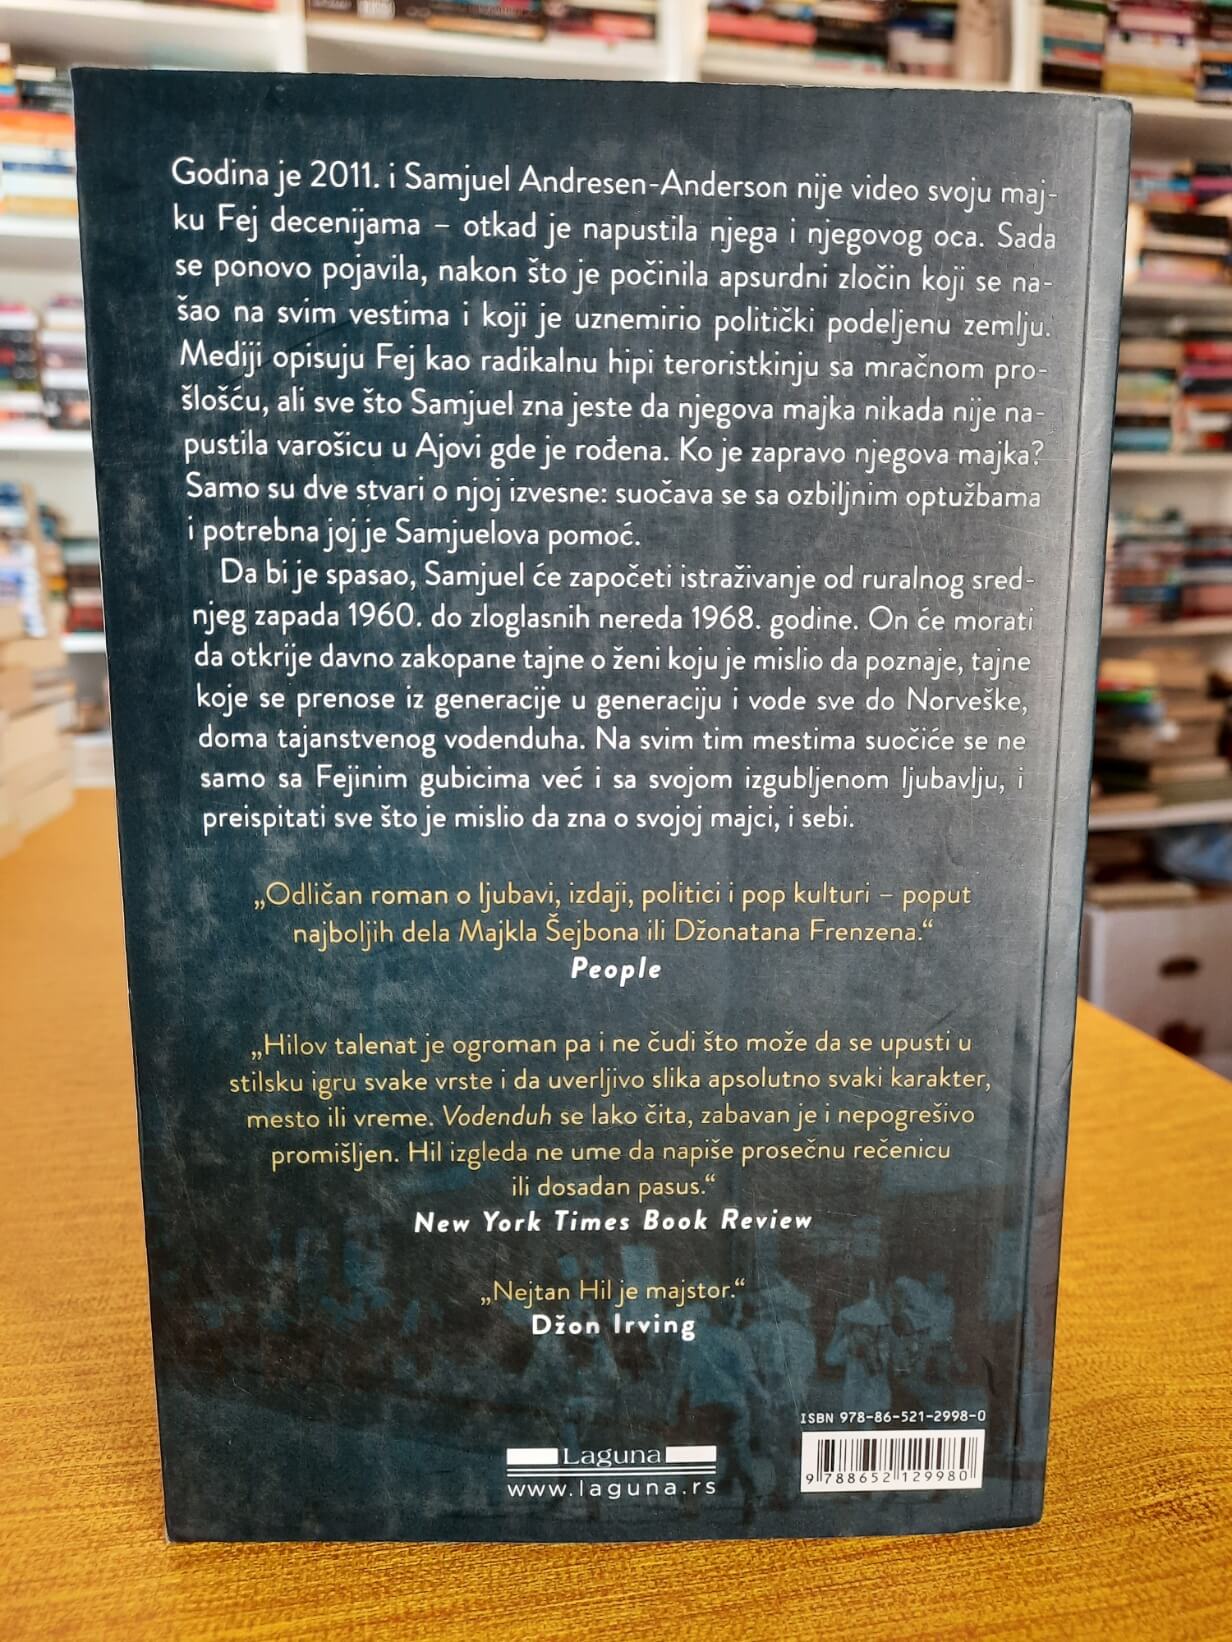 Godina je 2011. i Samjuel Andresen-Anderson nije video svoju maj-
ku Fej decenijama – otkad je napustila njega i njegovog oca. Sada
se ponovo pojavila, nakon što je počinila apsurdni zločin koji se na-
šao na svim vestima i koji je uznemirio politički podeljenu zemlju.
Mediji opisuju Fej kao radikalnu hipi teroristkinju sa mračnom pro-
šlošću, ali sve što Samjuel zna jeste da njegova majka nikada nije na-
pustila varošicu u Ajovi gde je rođena. Ko je zapravo njegova majka?
Samo su dve stvari o njoj izvesne: suočava se sa ozbiljnim optužbama
i potrebna joj je Samjuelova pomoć.
Da bi je spasao, Samjuel će započeti istraživanje od ruralnog sred-
njeg zapada 1960. do zloglasnih nereda 1968. godine. On će morati
da otkrije davno zakopane tajne o ženi koju je mislio da poznaje, tajne
koje se prenose iz generacije u generaciju i vode sve do Norveške,
doma tajanstvenog vodenduha. Na svim tim mestima suočiće se ne
samo sa Fejinim gubicima već i sa svojom izgubljenom ljubavlju, i
preispitati sve što je mislio da zna o svojoj majci, i sebi.
„Odličan roman o ljubavi, izdaji, politici i pop kulturi – poput
najboljih dela Majkla Šejbona ili Džonatana Frenzena.“
People
„Hilov talenat je ogroman pa i ne čudi što može da se upusti u
stilsku igru svake vrste i da uverljivo slika apsolutno svaki karakter,
mesto ili vreme. Vodenduh se lako čita, zabavan je i nepogrešivo
promišljen. Hil izgleda ne ume da napiše prosečnu rečenicu
ili dosadan pasus.“
New York Times Book Review
„Nejtan Hil je majstor.“
Džon Irving
ISBN 978-86-521-2998-0
9 788652 129980
Laguna
www.laguna.rs